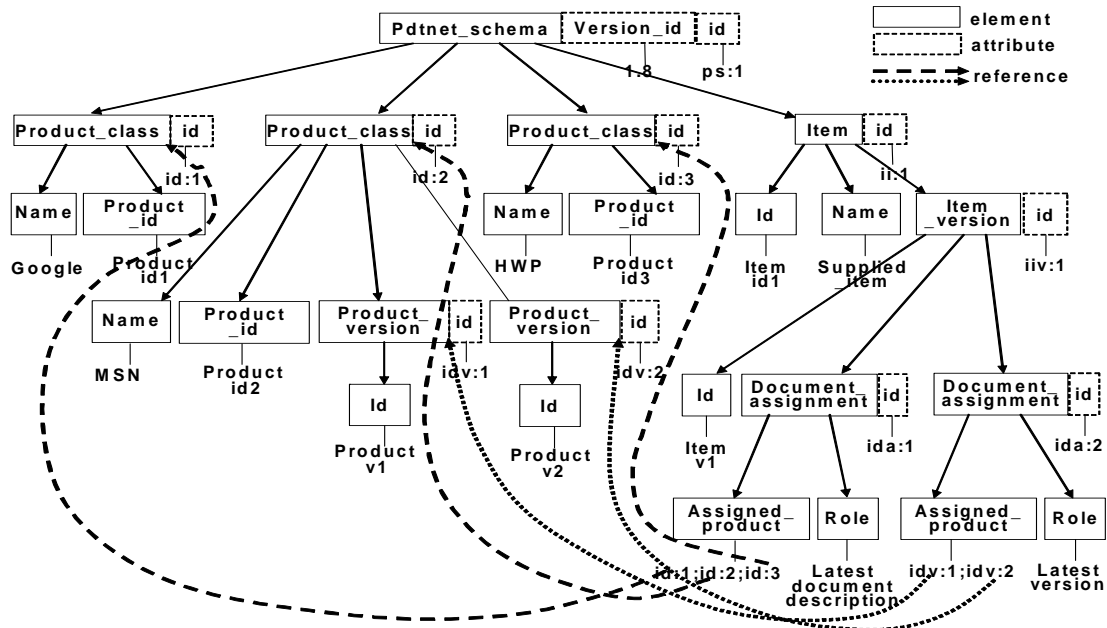 Pdtnet_schema Version_id id
1.8 ps:1
element
attribute
reference
Product_class id
id:1
Product_class id
id:2
Product_class id
id:3
Item id
ii:1
Name
Product
_id
Google
Product
id1
Name
Product
_id
HWP
Product
id3
Id
Name
Item
_version
id
Item
id1
Supplied
_item
iiv:1
Name
Product
_id
Product_
version
id
Product_
version
id
MSN
Product
id2
idv:1
idv:2
Id
Product
v1
Id
Product
v2
Id
Item
v1
Document_
assignment
id
ida:1
Document_
assignment
id
ida:2
Assigned_
product
Role
Assigned_
product
Role
id:1;id:2;id:3
Latest
document
description
idv:1;idv:2
Latest
version